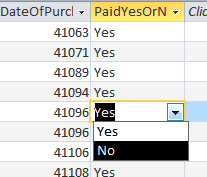 DateOfPurcl PaidYesOrN Clic
41063 Yes
41071 Yes
41089 Yes
41094 Yes
41096 Yes
41096 Yes
41106 No
41108 Yes